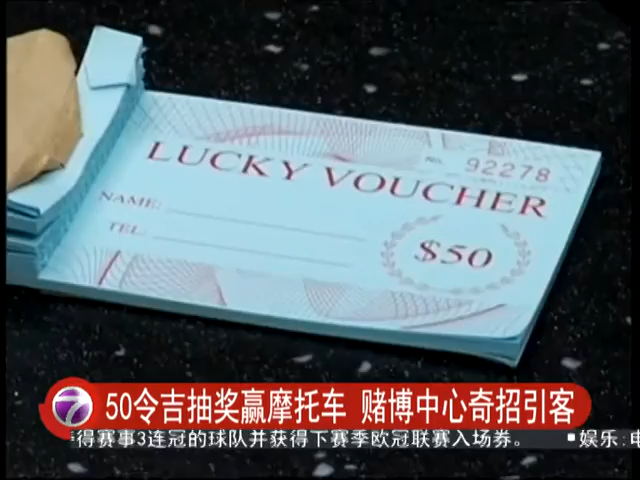 No. 92278
LUCKY VOUCHER
NAME:
TEL:
$50
7 50令吉抽奖赢摩托车 赌博中心奇招引客
得赛事3连冠的球队并获得下赛季欧冠联赛入场券。 ■娱乐: